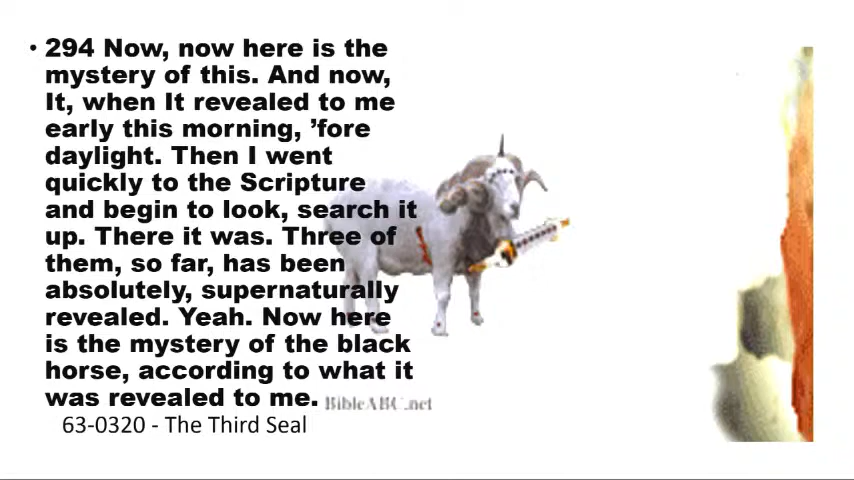 • 294 Now, now here is the
mystery of this. And now,
It, when It revealed to me
early this morning, ’fore
daylight. Then I went
quickly to the Scripture
and begin to look, search it
up. There it was. Three of
them, so far, has been
absolutely, supernaturally
revealed. Yeah. Now here
is the mystery of the black
horse, according to what it
was revealed to me.
BibleABC.net
63-0320 - The Third Seal